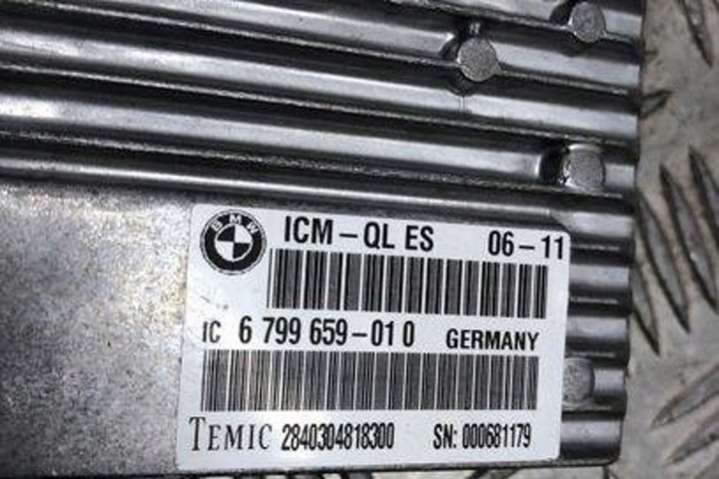 BMW ICM-QL ES 06-11
IC 6 799 659-01 0 GERMANY
TEMIC 2840304818300 SN: 000681179